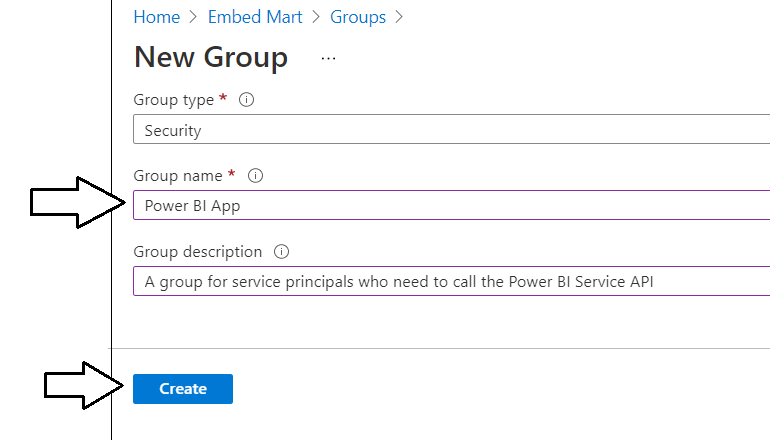 Home > Embed Mart > Groups >
New Group ...
Group type *
Security
Group name *
Power BI App
Group description
A group for service principals who need to call the Power BI Service API
Create